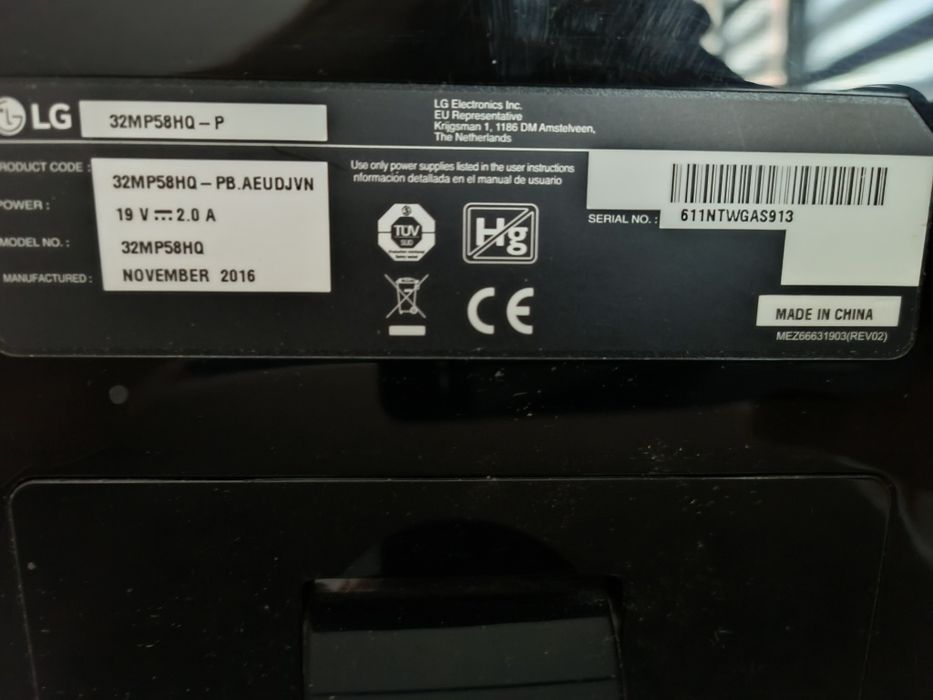 LG 32MP58HQ-P
LG Electronics Inc.
EU Representative
Krijgsman 1, 1186 DM Amstelveen,
The Netherlands
RODUCT CODE : 32MP58HQ-PB.AEUDJVN
POWER : 19 V ⎓ 2.0 A
MODEL NO. : 32MP58HQ
MANUFACTURED : NOVEMBER 2016
Use only power supplies listed in the user instructions
nformación detallada en el manual de usuario
TÜV
SÜD
Hg
CE
SERIAL NO. : 611NTWGAS913
MADE IN CHINA
MEZ66631903(REV02)